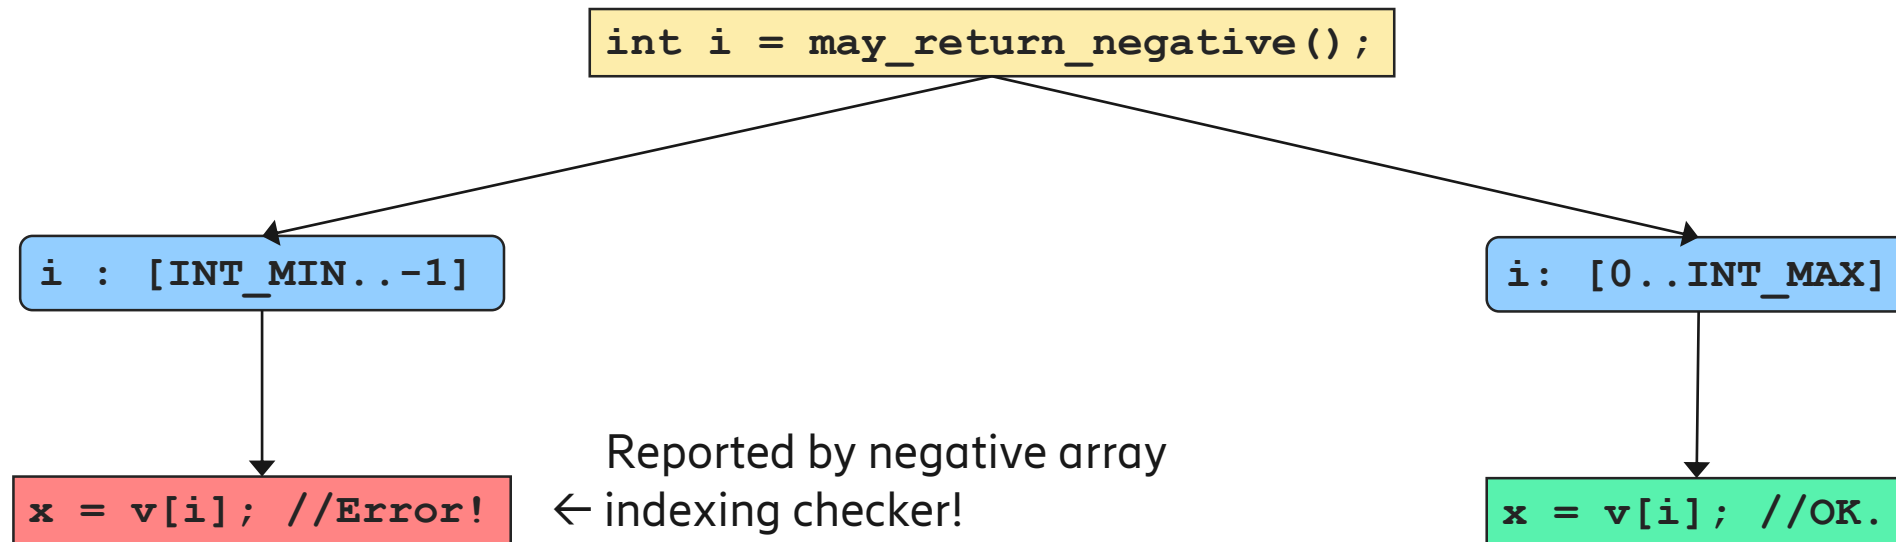 int i = may_return_negative();
i : [INT_MIN..-1]
i: [0..INT_MAX]
Reported by negative array
x = v[i]; //Error!
← indexing checker!
x = v[i]; //OK.